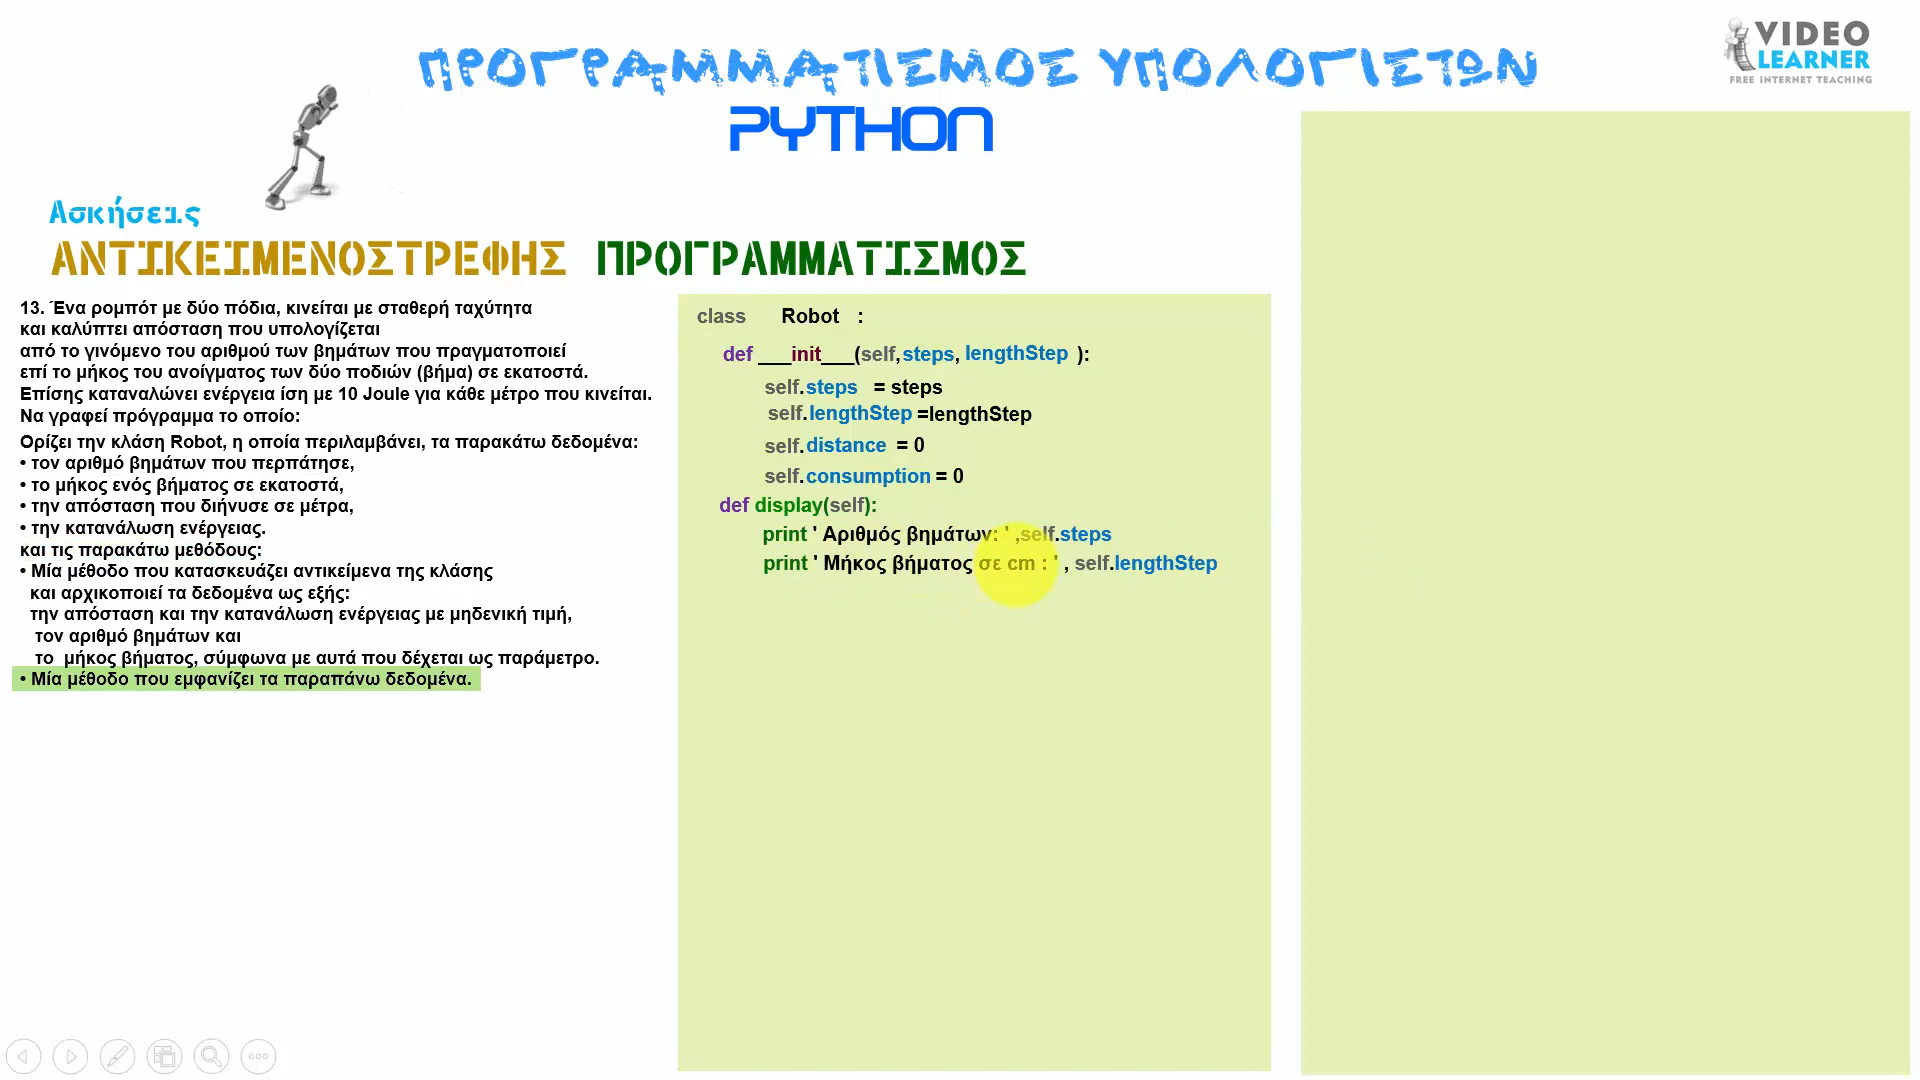 ΠΡΟΓΡΑΜΜΑΤΙΣΜΟΣ ΥΠΟΛΟΓΙΣΤΩΝ
PYTHON
VIDEO
LEARNER
FREE INTERNET TEACHING
Ασκήσεις
ΑΝΤΙΚΕΙΜΕΝΟΣΤΡΕΦΗΣ ΠΡΟΓΡΑΜΜΑΤΙΣΜΟΣ
13. Ένα ρομπότ με δύο πόδια, κινείται με σταθερή ταχύτητα
και καλύπτει απόσταση που υπολογίζεται
από το γινόμενο του αριθμού των βημάτων που πραγματοποιεί
επί το μήκος του ανοίγματος των δύο ποδιών (βήμα) σε εκατοστά.
Επίσης καταναλώνει ενέργεια ίση με 10 Joule για κάθε μέτρο που κινείται.
Να γραφεί πρόγραμμα το οποίο:
Ορίζει την κλάση Robot, η οποία περιλαμβάνει, τα παρακάτω δεδομένα:
• τον αριθμό βημάτων που περπάτησε,
• το μήκος ενός βήματος σε εκατοστά,
• την απόσταση που διήνυσε σε μέτρα,
• την κατανάλωση ενέργειας.
και τις παρακάτω μεθόδους:
• Μία μέθοδο που κατασκευάζει αντικείμενα της κλάσης
και αρχικοποιεί τα δεδομένα ως εξής:
την απόσταση και την κατανάλωση ενέργειας με μηδενική τιμή,
τον αριθμό βημάτων και
το μήκος βήματος, σύμφωνα με αυτά που δέχεται ως παράμετρο.
• Μία μέθοδο που εμφανίζει τα παραπάνω δεδομένα.
class Robot :
def ___init___(self,steps, lengthStep ):
self.steps = steps
self.lengthStep =lengthStep
self.distance = 0
self.consumption = 0
def display(self):
print ' Αριθμός βημάτων: ' ,self.steps
print ' Μήκος βήματος σε cm : ' , self.lengthStep